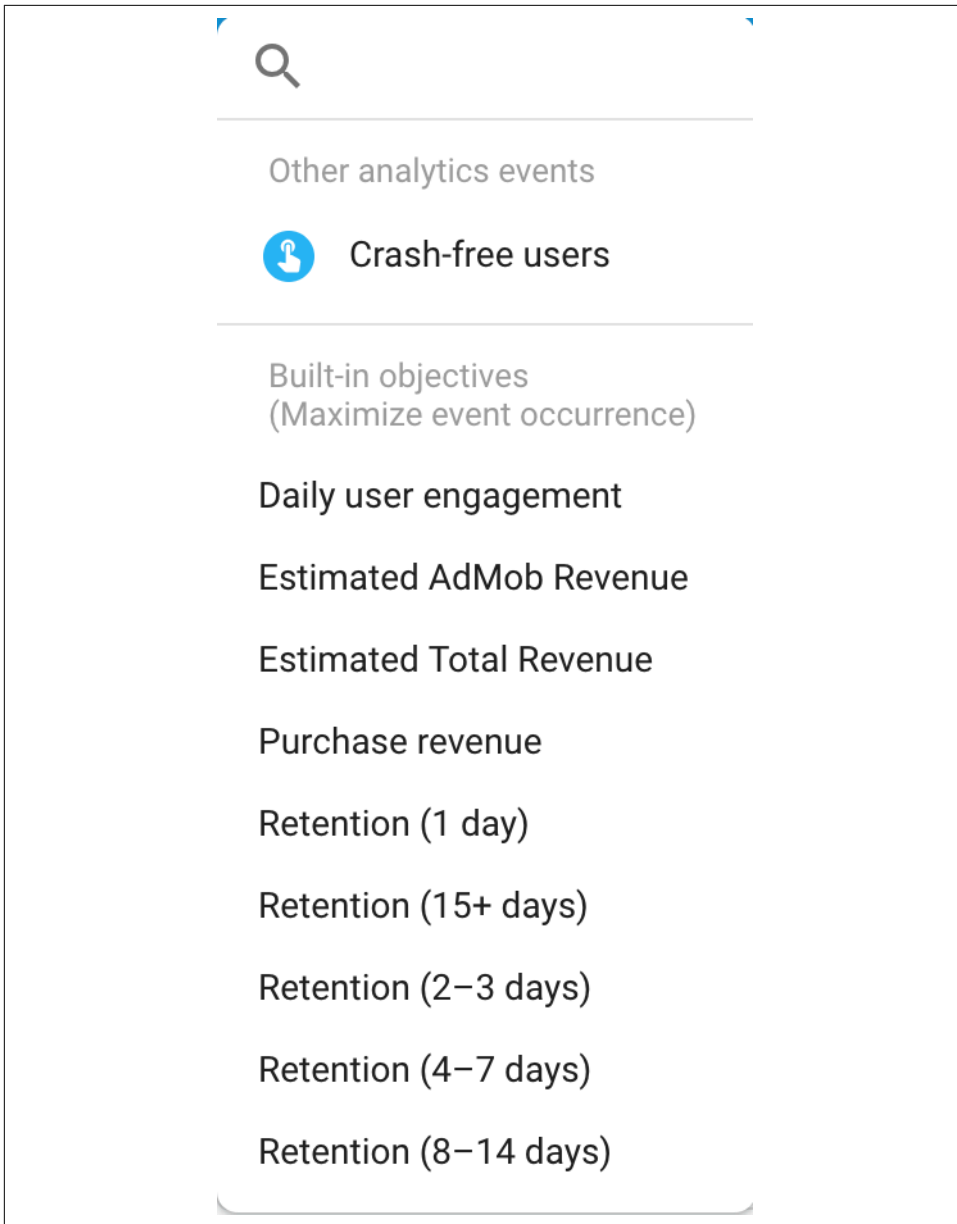 Other analytics events
Crash-free users
Built-in objectives
(Maximize event occurrence)
Daily user engagement
Estimated AdMob Revenue
Estimated Total Revenue
Purchase revenue
Retention (1 day)
Retention (15+ days)
Retention (2–3 days)
Retention (4–7 days)
Retention (8–14 days)